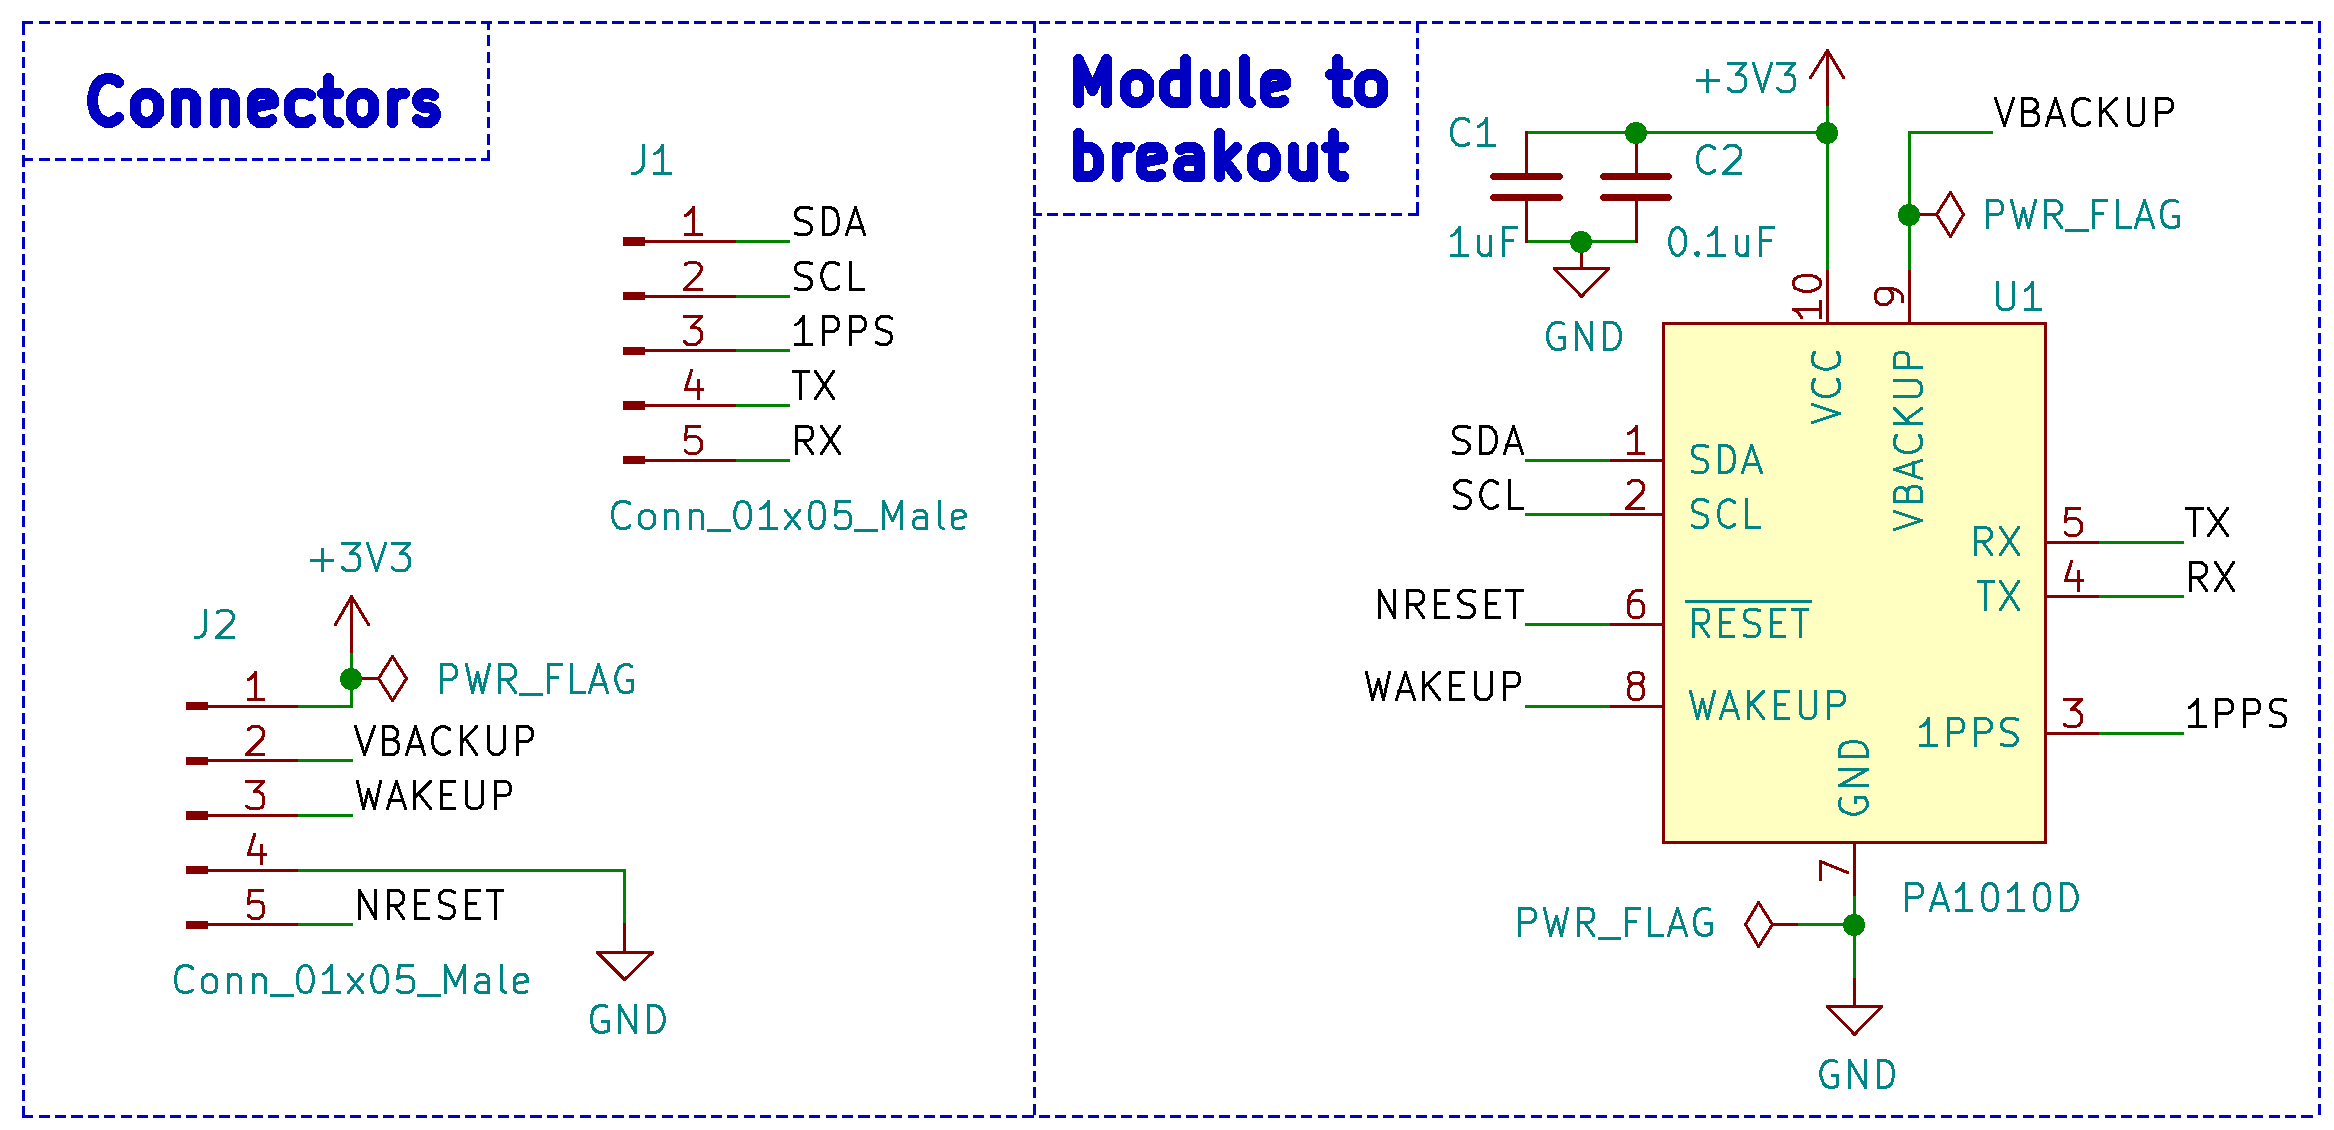 Connectors
J1
1 SDA
2 SCL
3 1PPS
4 TX
5 RX
Conn_01x05_Male
+3V3
J2
PWR_FLAG
1
2 VBACKUP
3 WAKEUP
4
5 NRESET
Conn_01x05_Male
GND
Module to
breakout
+3V3
VBACKUP
C1
C2
PWR_FLAG
1uF
0.1uF
GND
10
9
U1
VCC
VBACKUP
SDA 1 SDA
SCL 2 SCL
RX 5 TX
TX 4 RX
NRESET 6 RESET
WAKEUP 8 WAKEUP
1PPS 3 1PPS
GND
7
PA1010D
PWR_FLAG
GND